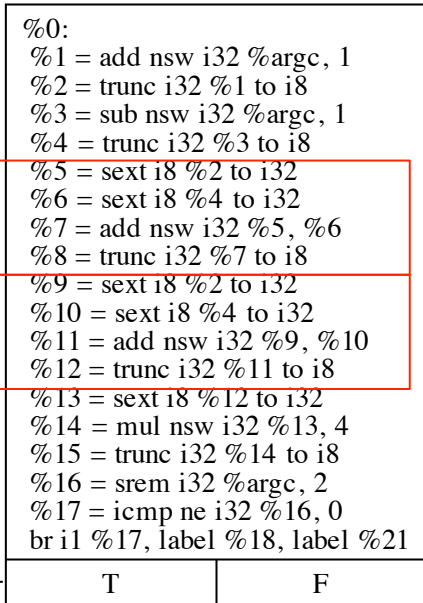 %0:
%1 = add nsw i32 %argc, 1
%2 = trunc i32 %1 to i8
%3 = sub nsw i32 %argc, 1
%4 = trunc i32 %3 to i8
%5 = sext i8 %2 to i32
%6 = sext i8 %4 to i32
%7 = add nsw i32 %5, %6
%8 = trunc i32 %7 to i8
%9 = sext i8 %2 to i32
%10 = sext i8 %4 to i32
%11 = add nsw i32 %9, %10
%12 = trunc i32 %11 to i8
%13 = sext i8 %12 to i32
%14 = mul nsw i32 %13, 4
%15 = trunc i32 %14 to i8
%16 = srem i32 %argc, 2
%17 = icmp ne i32 %16, 0
br i1 %17, label %18, label %21
T F